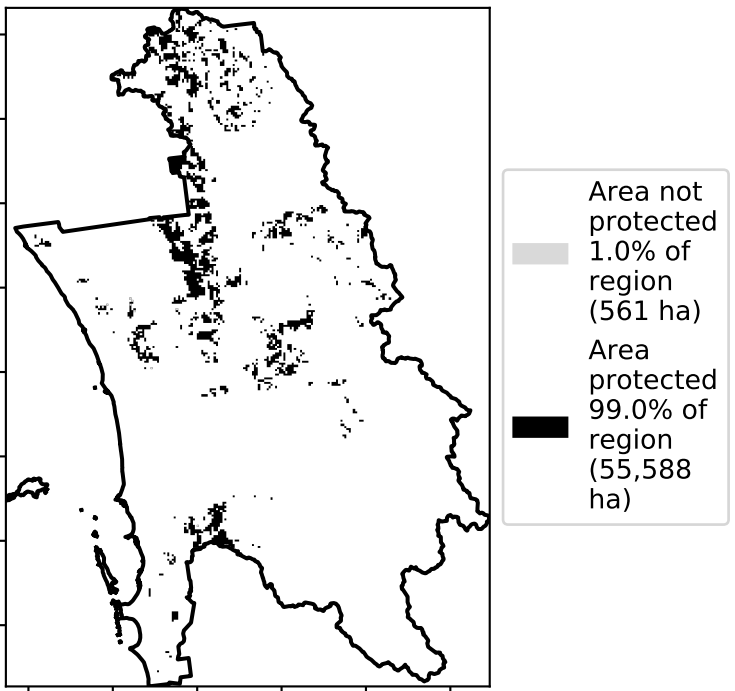 Area not
protected
1.0% of
region
(561 ha)
Area
protected
99.0% of
region
(55,588
ha)